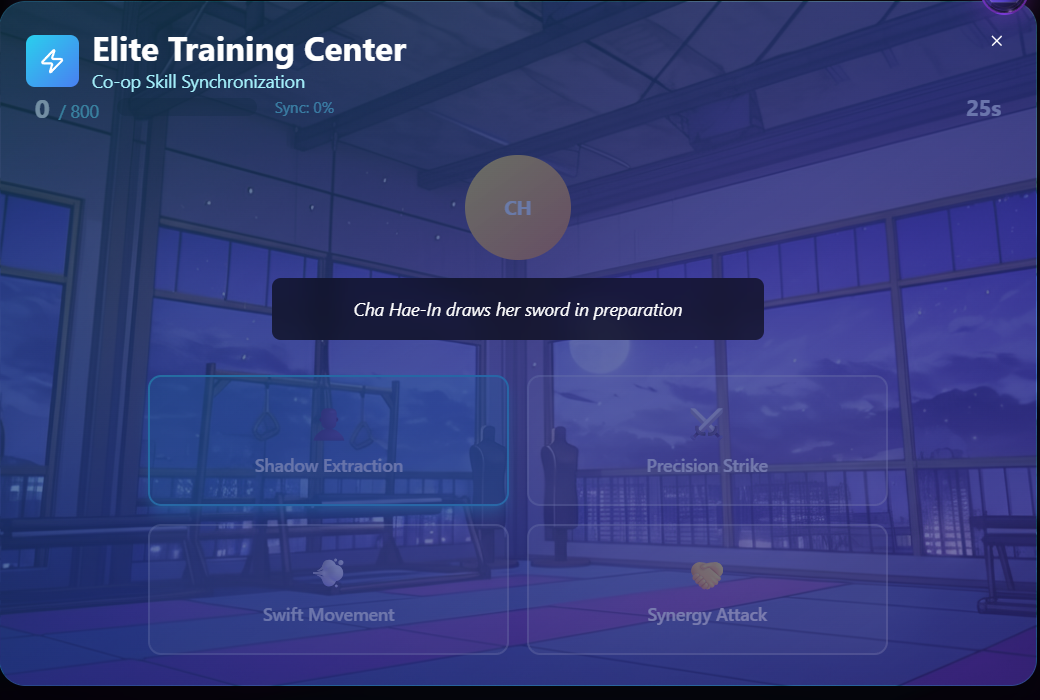 Elite Training Center
Co-op Skill Synchronization
0 / 800
Sync: 0%
25s
CH
Cha Hae-In draws her sword in preparation
Shadow Extraction
Precision Strike
Swift Movement
Synergy Attack